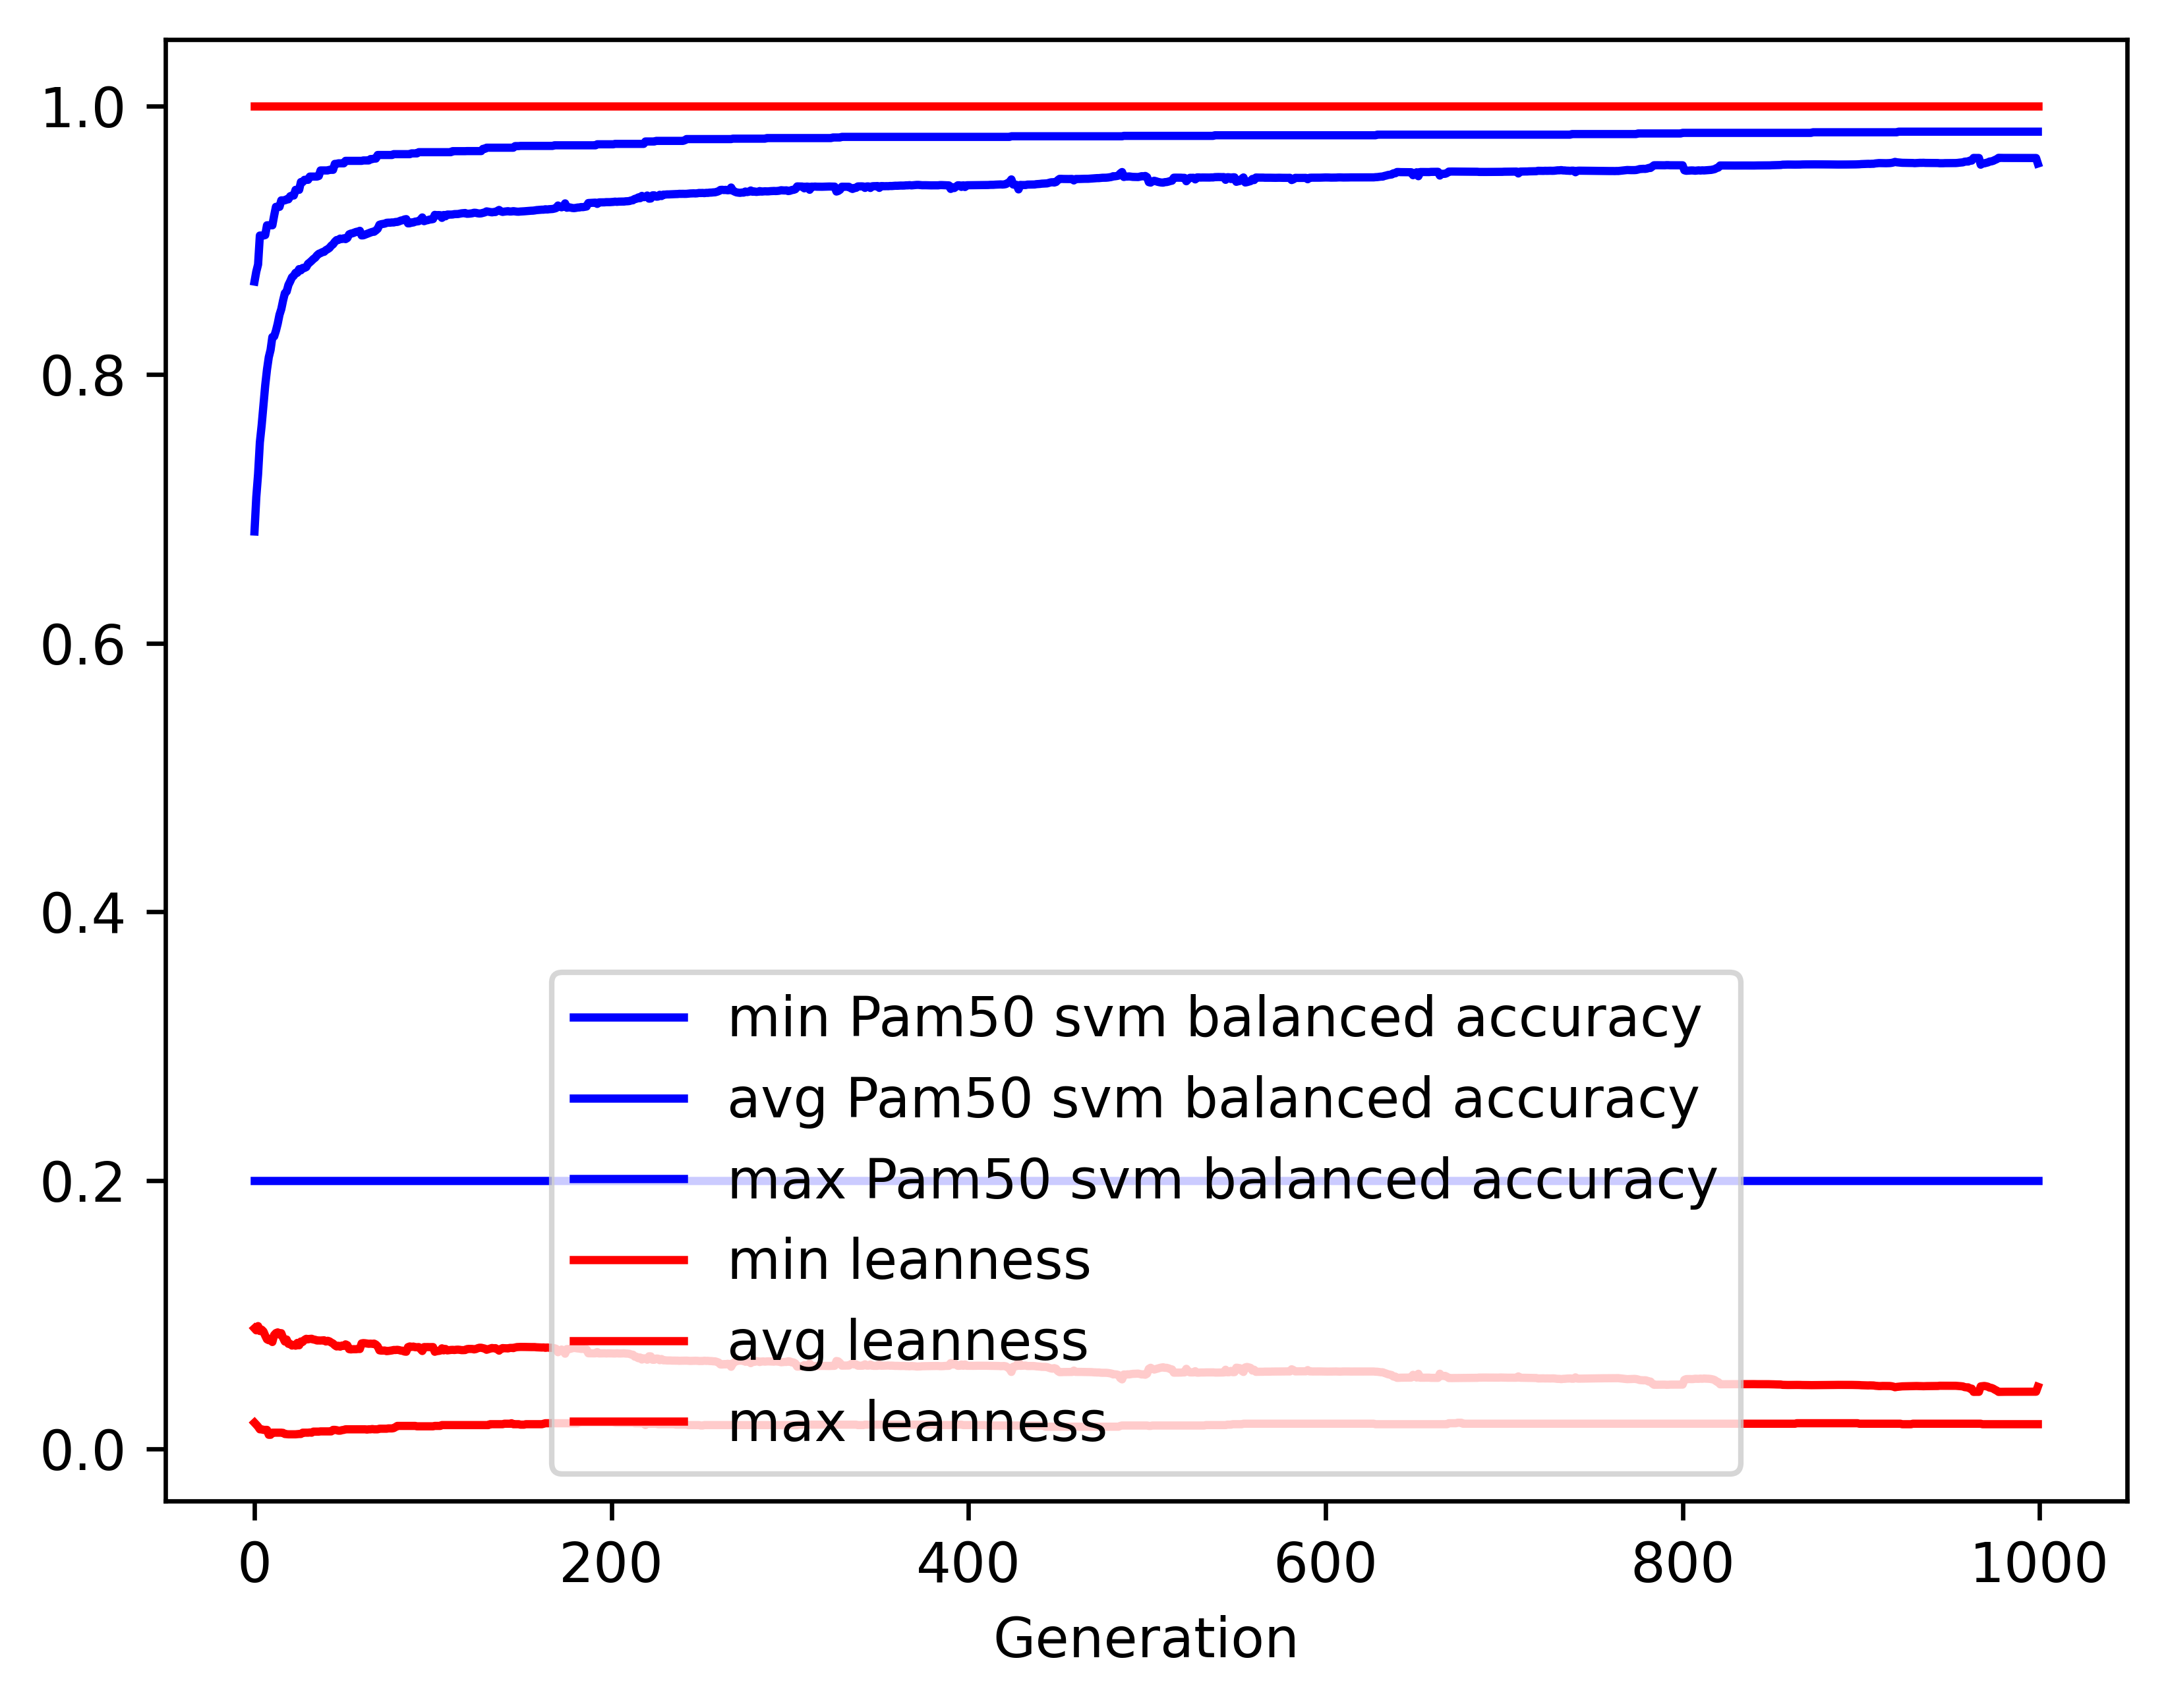 1.0
0.8
0.6
0.4
0.2
0.0
min Pam50 svm balanced accuracy
avg Pam50 svm balanced accuracy
max Pam50 svm balanced accuracy
min leanness
avg leanness
max leanness
0 200 400 600 800 1000
Generation